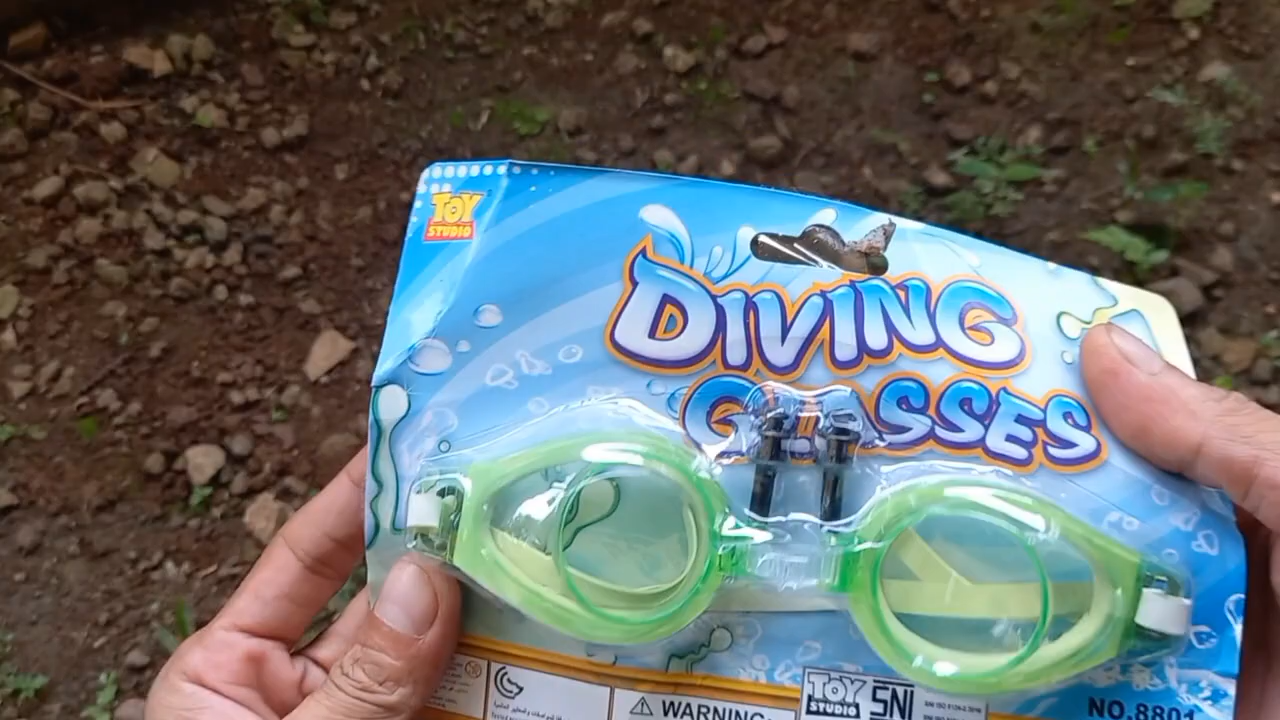 TOY
STUDIO
DIVING
GLASSES
WARNING:
TOY
STUDIO
SNI
NO.8801